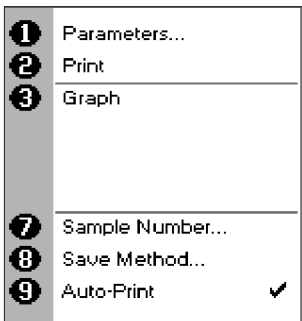 1 Parameters...
2 Print
3 Graph
7 Sample Number...
8 Save Method...
9 Auto-Print ✓